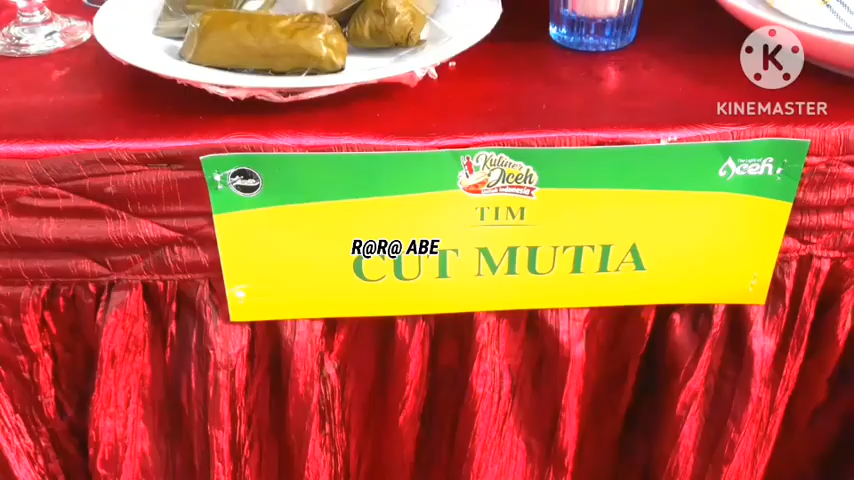 KINEMASTER
Kuliner
Aceh
Aceh
TIM
R@R@ ABE
CUT MUTIA